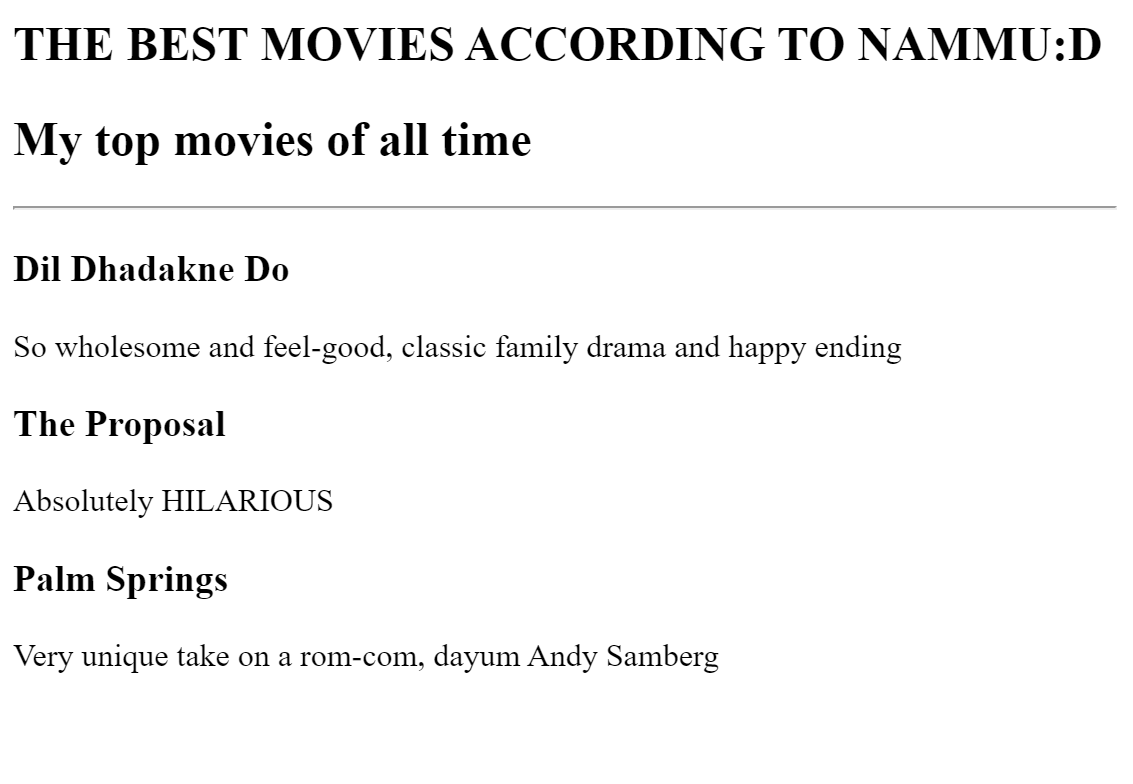 THE BEST MOVIES ACCORDING TO NAMMU:D
My top movies of all time
Dil Dhadakne Do
So wholesome and feel-good, classic family drama and happy ending
The Proposal
Absolutely HILARIOUS
Palm Springs
Very unique take on a rom-com, dayum Andy Samberg